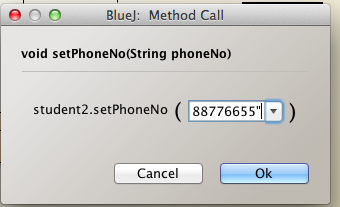 BlueJ: Method Call
void setPhoneNo(String phoneNo)
student2.setPhoneNo ( 88776655" )
Cancel Ok